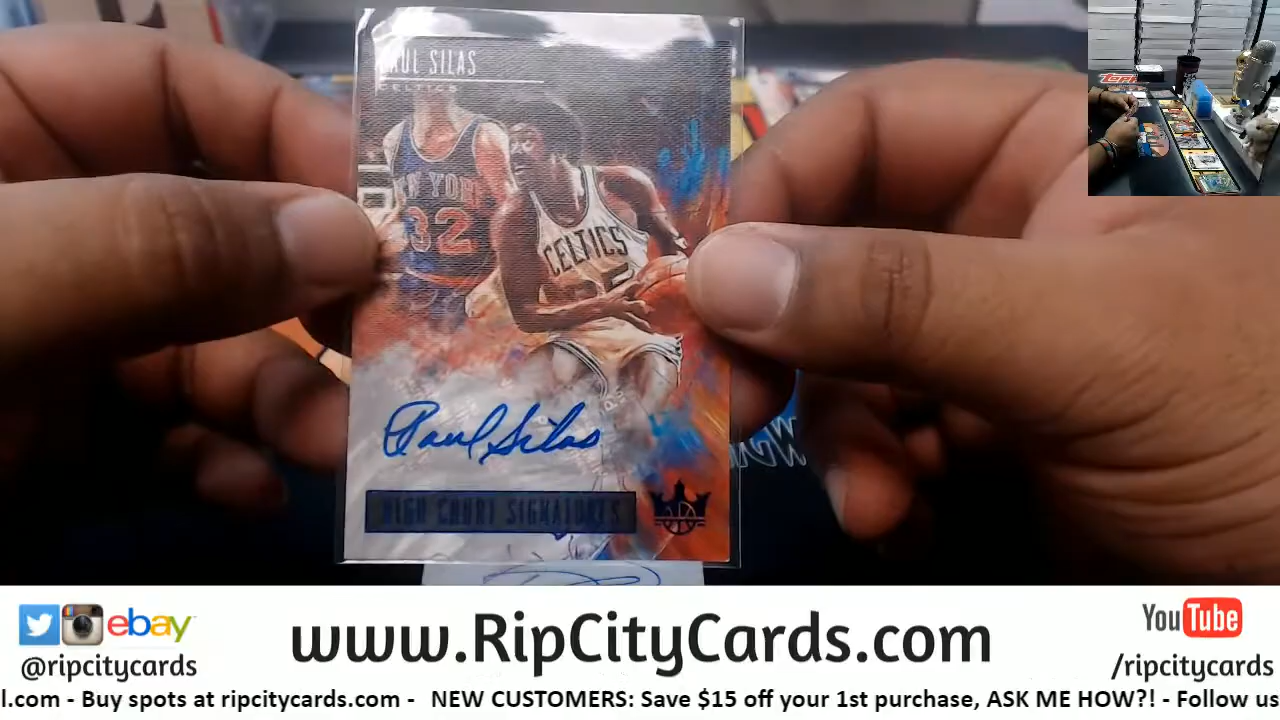 PAUL SILAS
CELTICS
NEW YORK
32
CELTICS
Paul Silas
HIGH COURT SIGNATURES
ebay
www.RipCityCards.com
YouTube
@ripcitycards
/ripcitycards
l.com - Buy spots at ripcitycards.com - NEW CUSTOMERS: Save $15 off your 1st purchase, ASK ME HOW?! - Follow us